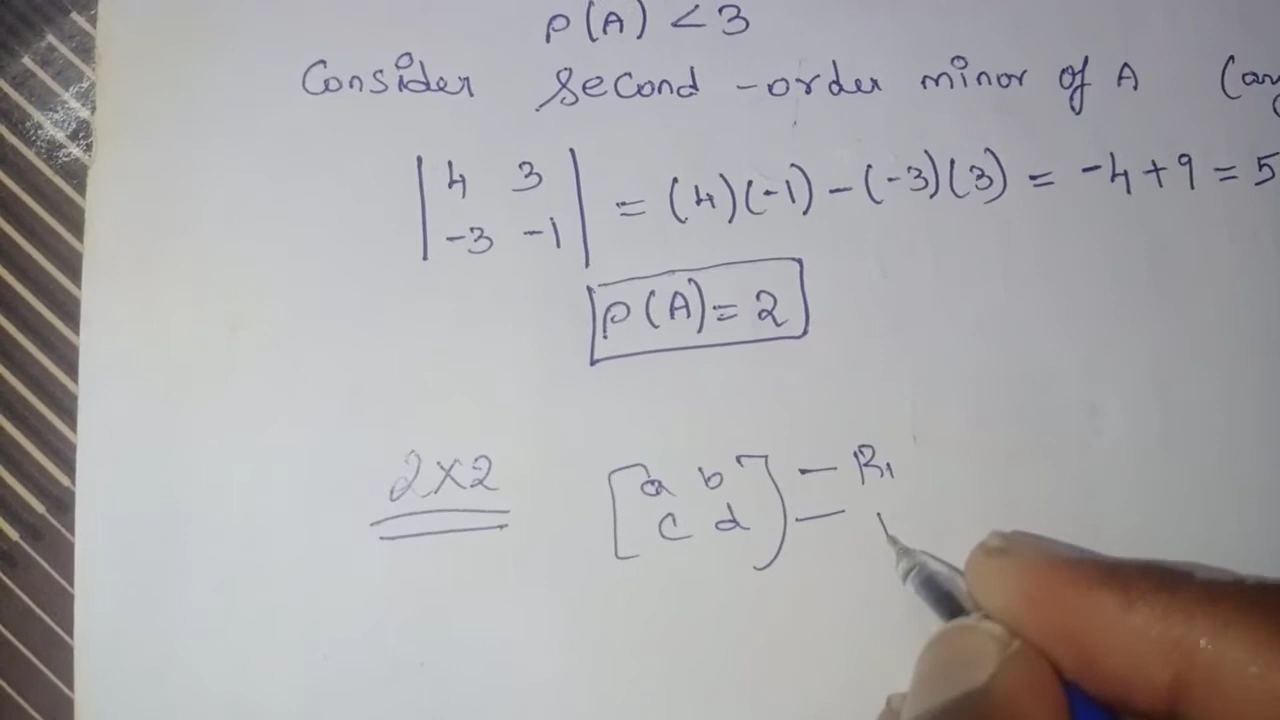 ρ(A) < 3
Consider second-order minor of A (any
| 4 3 | = (4)(-1) - (-3)(3) = -4 + 9 = 5
| -3 -1 |
ρ(A) = 2
2×2 [ a b ] — R₁
[ c d ] —